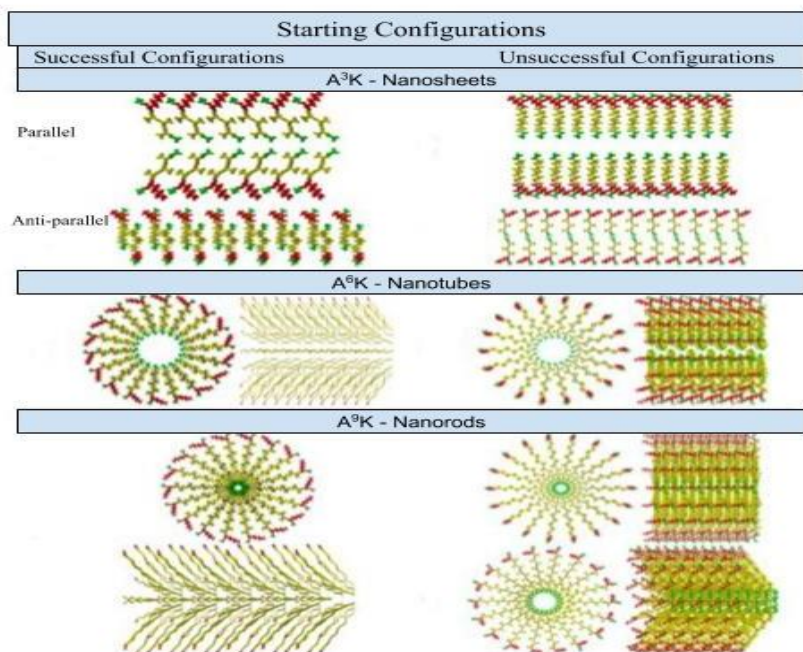 Starting Configurations
Successful Configurations Unsuccessful Configurations
A³K - Nanosheets
Parallel
Anti-parallel
A⁶K - Nanotubes
A⁹K - Nanorods